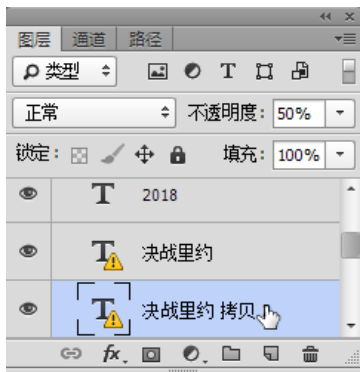 图层 通道 路径
类型 T
正常 不透明度: 50%
锁定: 填充: 100%
T 2018
T 决战里约
T 决战里约 拷贝
fx